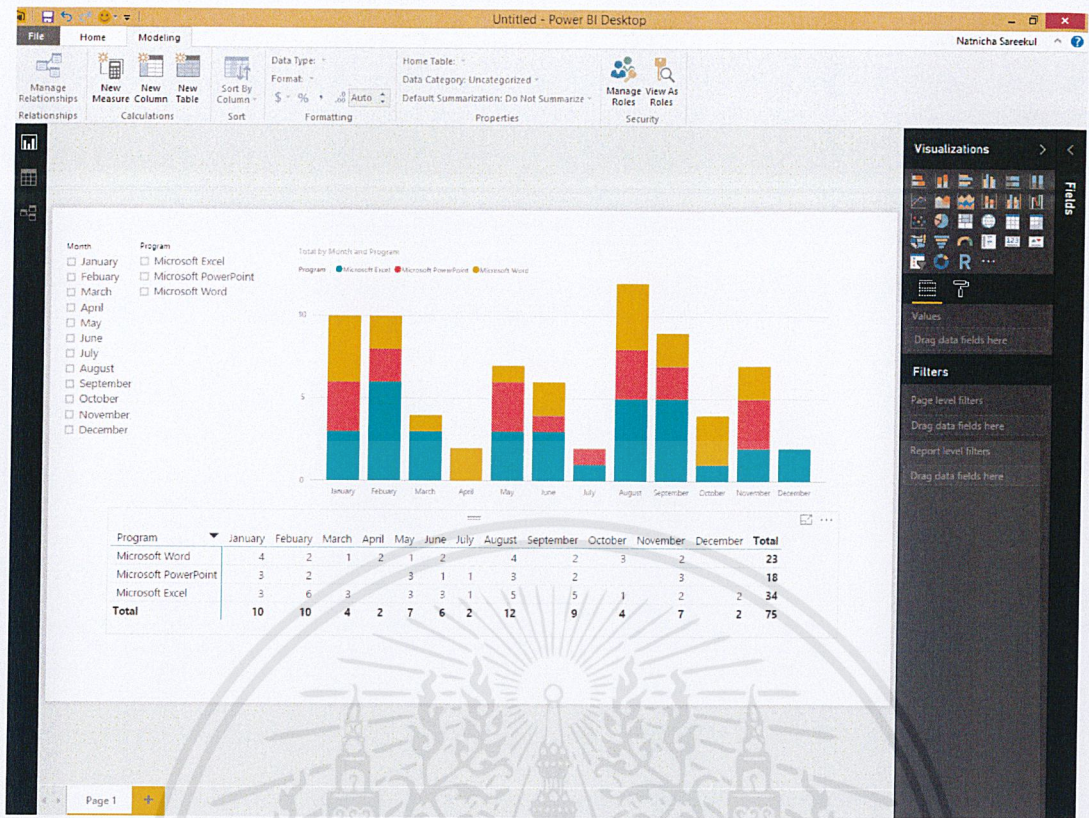 Untitled - Power BI Desktop
File Home Modeling
Natnicha Sareekul
Manage Relationships
New Measure
New Column
New Table
Sort By Column
Data Type:
Format:
$ % , .00 Auto
Home Table:
Data Category: Uncategorized
Default Summarization: Do Not Summarize
Manage Roles
View As Roles
Relationships Calculations Sort Formatting Properties Security
Visualizations
Fields
Values
Drag data fields here
Filters
Page level filters
Drag data fields here
Report level filters
Drag data fields here
Month
January
Febuary
March
April
May
June
July
August
September
October
November
December
Program
Microsoft Excel
Microsoft PowerPoint
Microsoft Word
Total by Month and Program
Program Microsoft Excel Microsoft PowerPoint Microsoft Word
10
5
0
January Febuary March April May June July August September October November December
Program January Febuary March April May June July August September October November December Total
Microsoft Word 4 2 1 2 1 2 4 2 3 2 23
Microsoft PowerPoint 3 2 3 1 1 3 2 3 18
Microsoft Excel 3 6 3 3 3 1 5 5 1 2 2 34
Total 10 10 4 2 7 6 2 12 9 4 7 2 75
Page 1